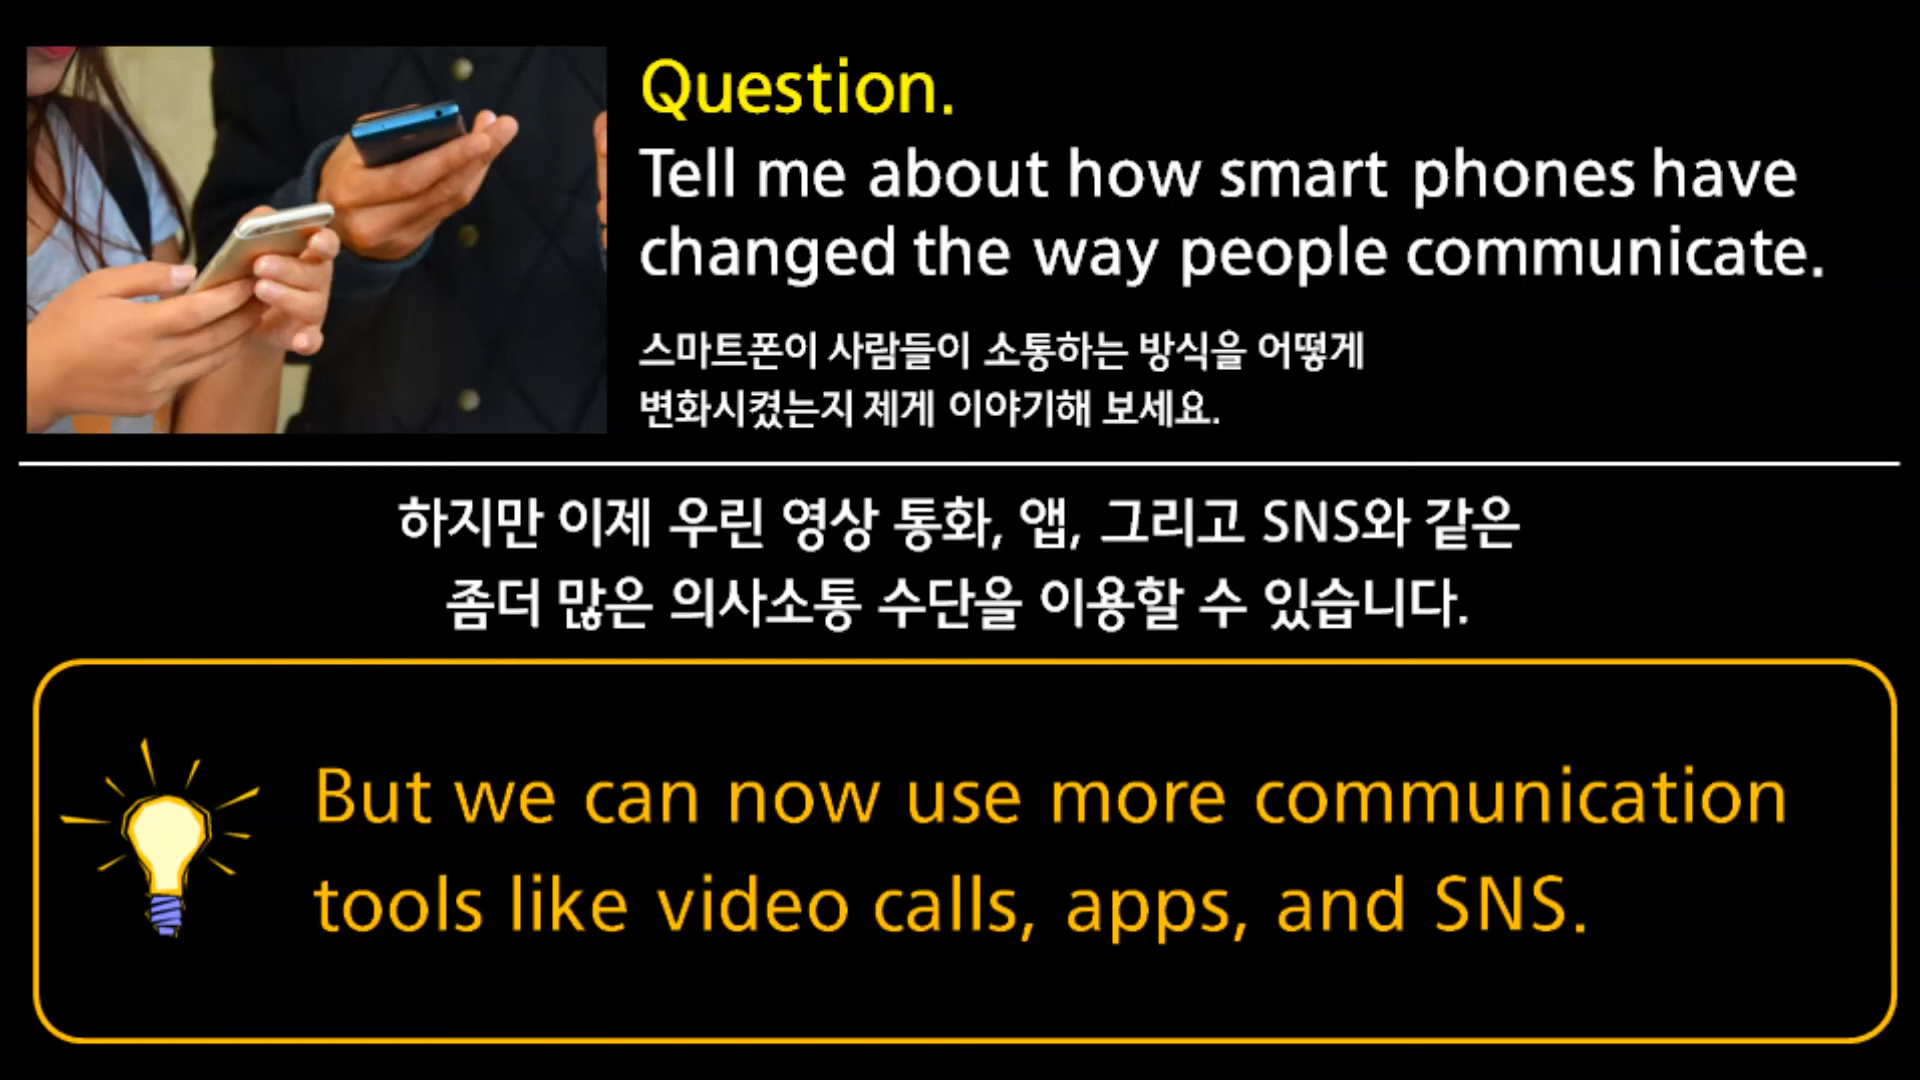 Question.
Tell me about how smart phones have
changed the way people communicate.
스마트폰이 사람들이 소통하는 방식을 어떻게
변화시켰는지 제게 이야기해 보세요.
하지만 이제 우린 영상 통화, 앱, 그리고 SNS와 같은
좀더 많은 의사소통 수단을 이용할 수 있습니다.
But we can now use more communication
tools like video calls, apps, and SNS.